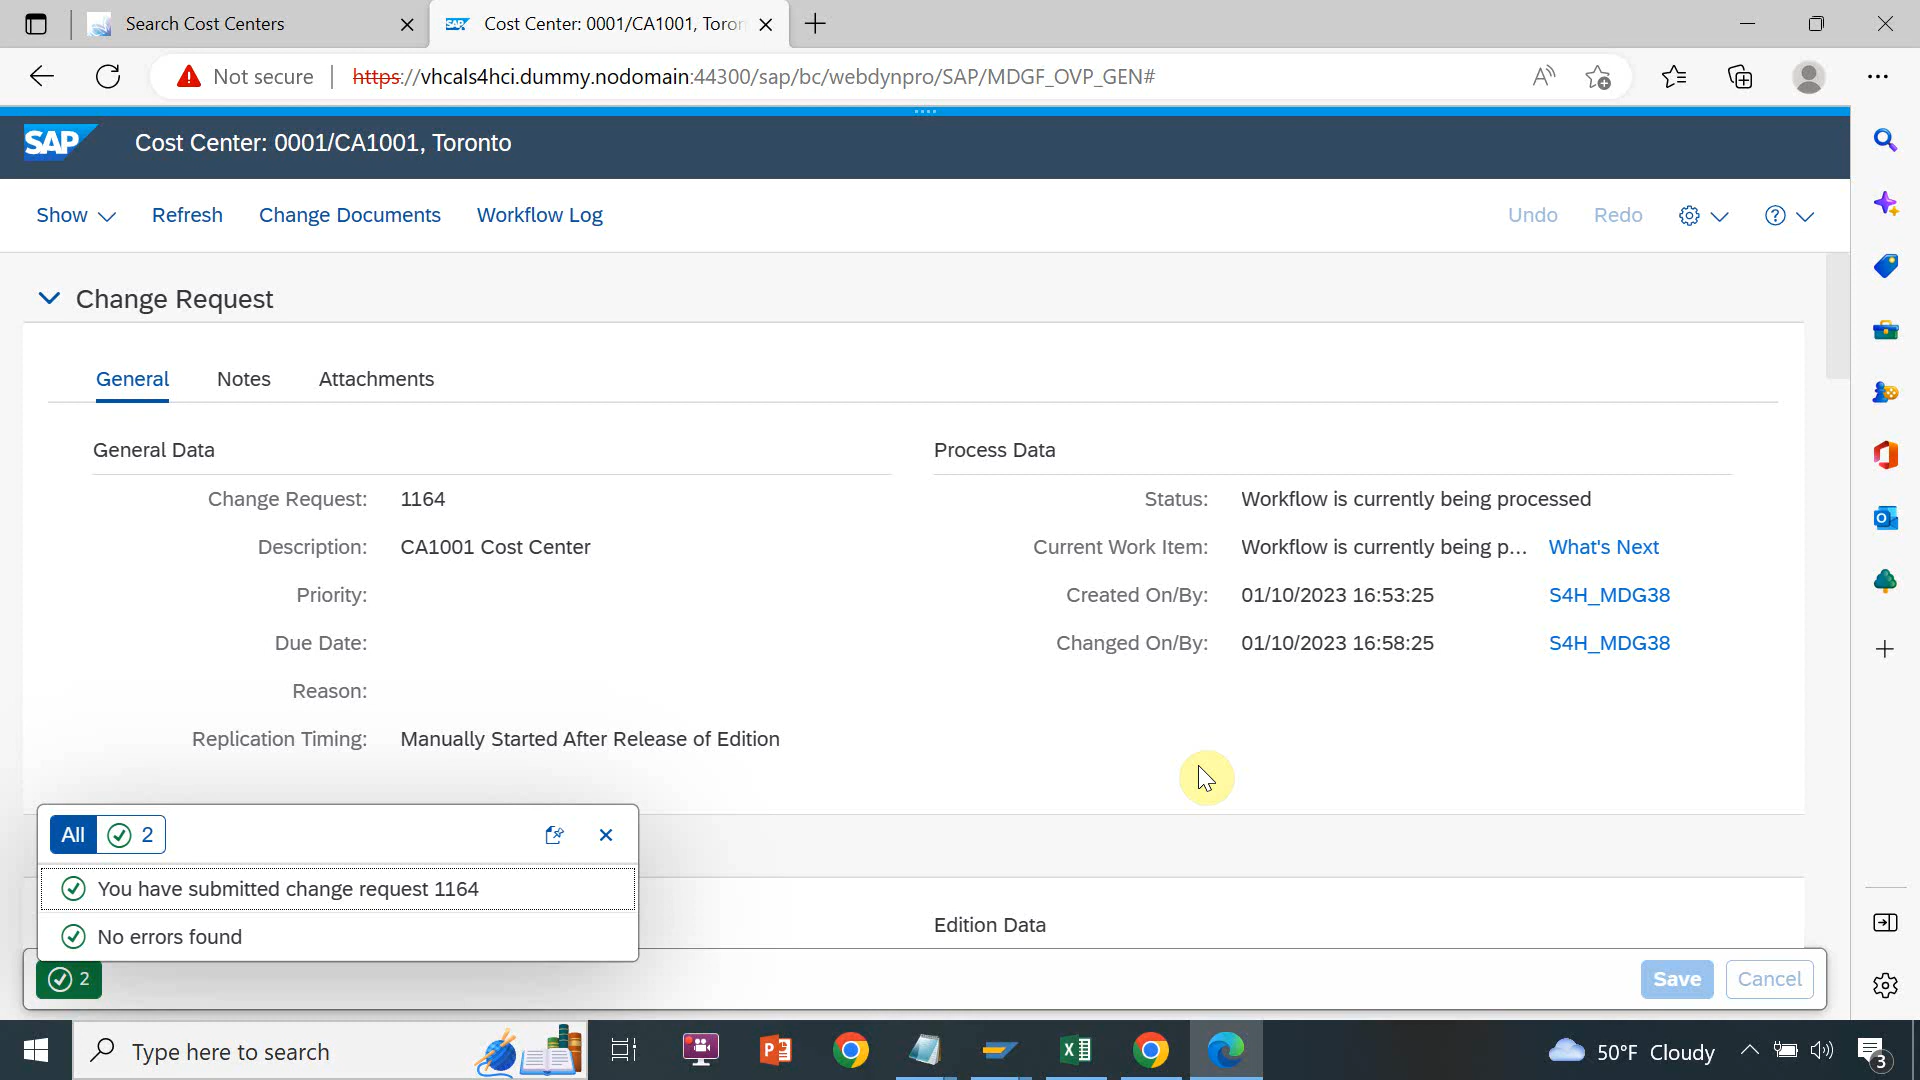 Search Cost Centers
SAP Cost Center: 0001/CA1001, Toron
Not secure https://vhcals4hci.dummy.nodomain:44300/sap/bc/webdynpro/SAP/MDGF_OVP_GEN#
SAP Cost Center: 0001/CA1001, Toronto
Show Refresh Change Documents Workflow Log Undo Redo
Change Request
General Notes Attachments
General Data Process Data
Change Request: 1164 Status: Workflow is currently being processed
Description: CA1001 Cost Center Current Work Item: Workflow is currently being p... What's Next
Priority: Created On/By: 01/10/2023 16:53:25 S4H_MDG38
Due Date: Changed On/By: 01/10/2023 16:58:25 S4H_MDG38
Reason:
Replication Timing: Manually Started After Release of Edition
All 2
You have submitted change request 1164
No errors found
Edition Data
2 Save Cancel
Type here to search 50°F Cloudy 3